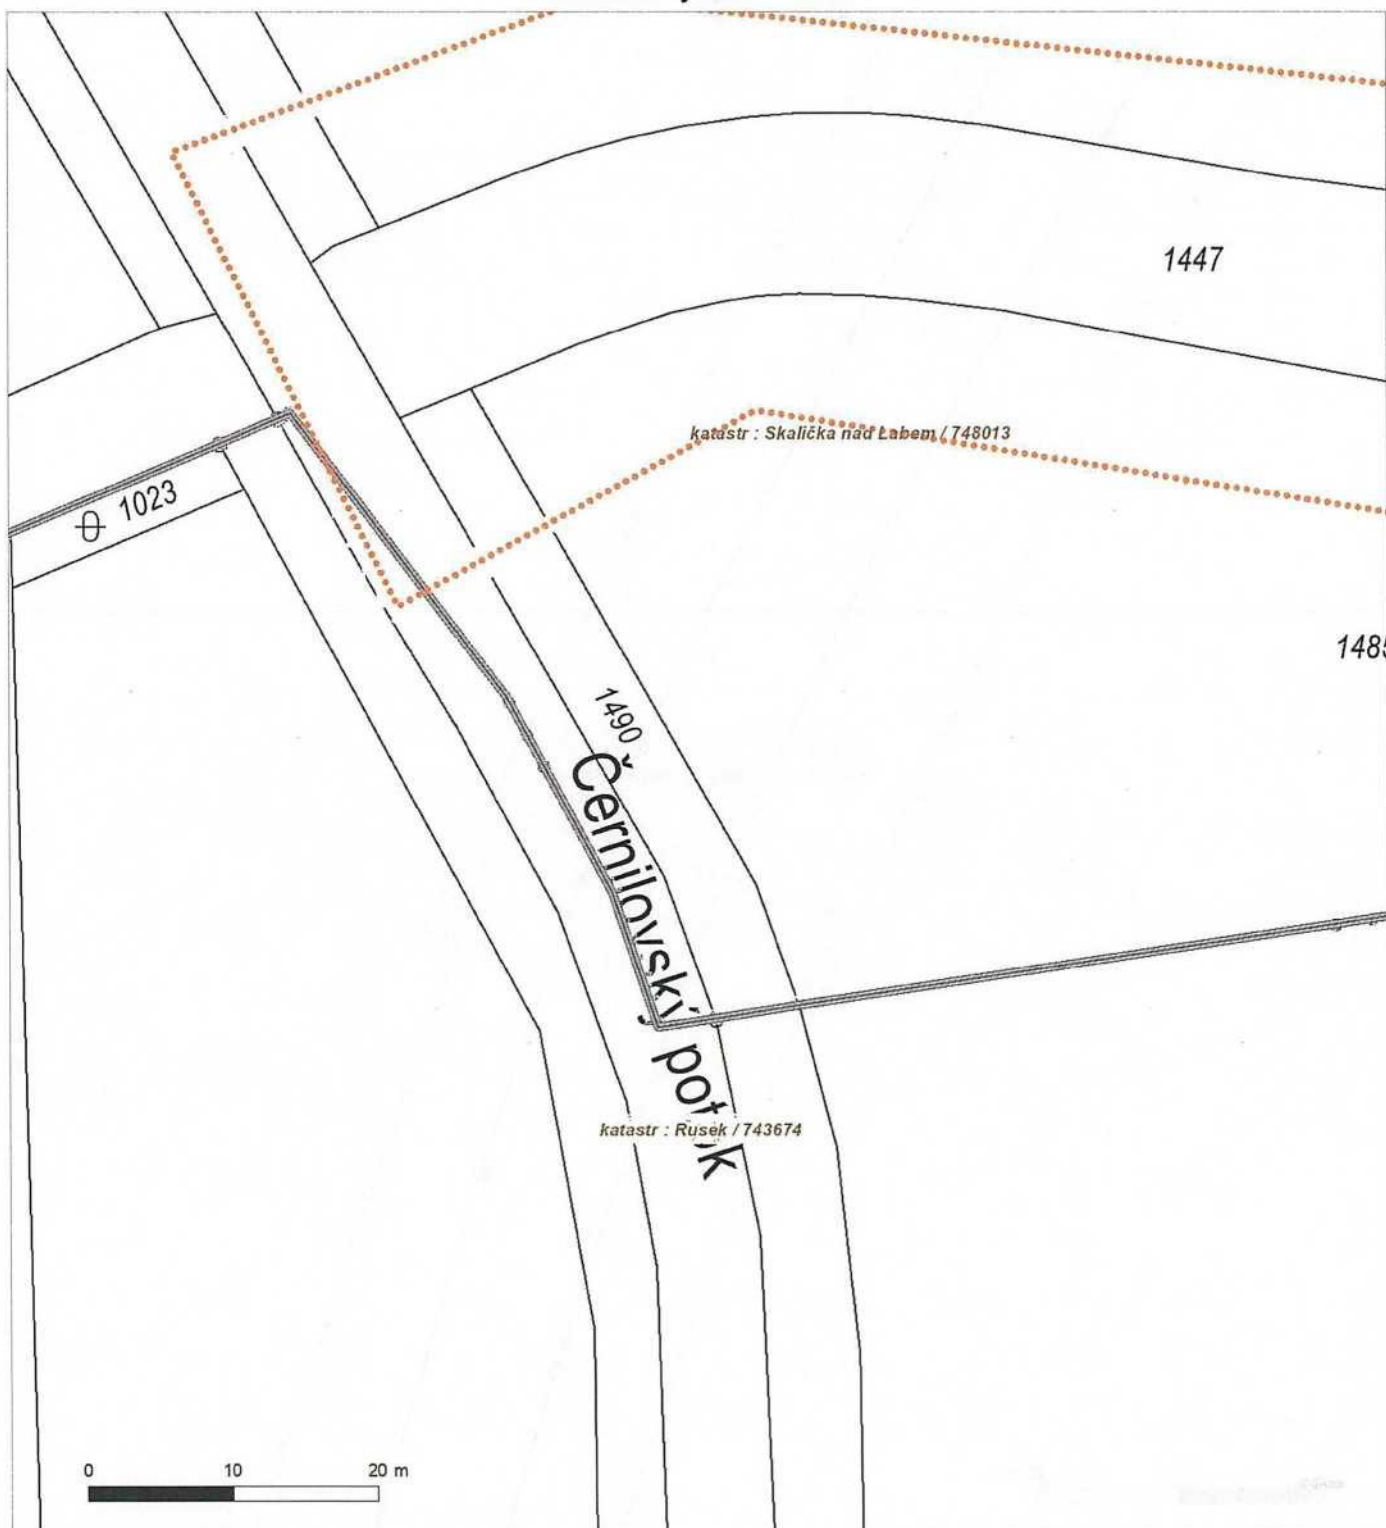 1447
katastr : Skalička nad Labem / 748013
1023
1485
1490
Černilovský potok
katastr : Rusek / 743674
0 10 20 m